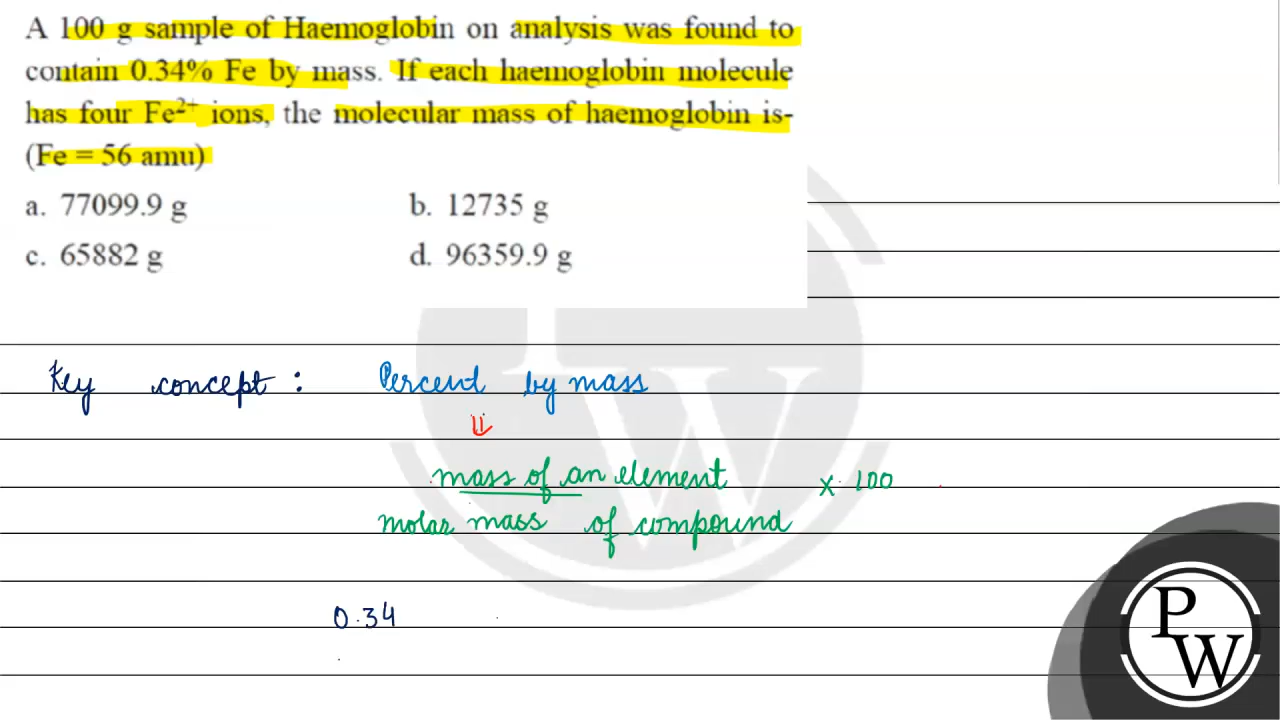 A 100 g sample of Haemoglobin on analysis was found to
contain 0.34% Fe by mass. If each haemoglobin molecule
has four Fe²⁺ ions, the molecular mass of haemoglobin is-
(Fe = 56 amu)
a. 77099.9 g b. 12735 g
c. 65882 g d. 96359.9 g
Key concept : Percent by mass
⇓
mass of an element
x 100
molar mass of compound
0.34
P
W